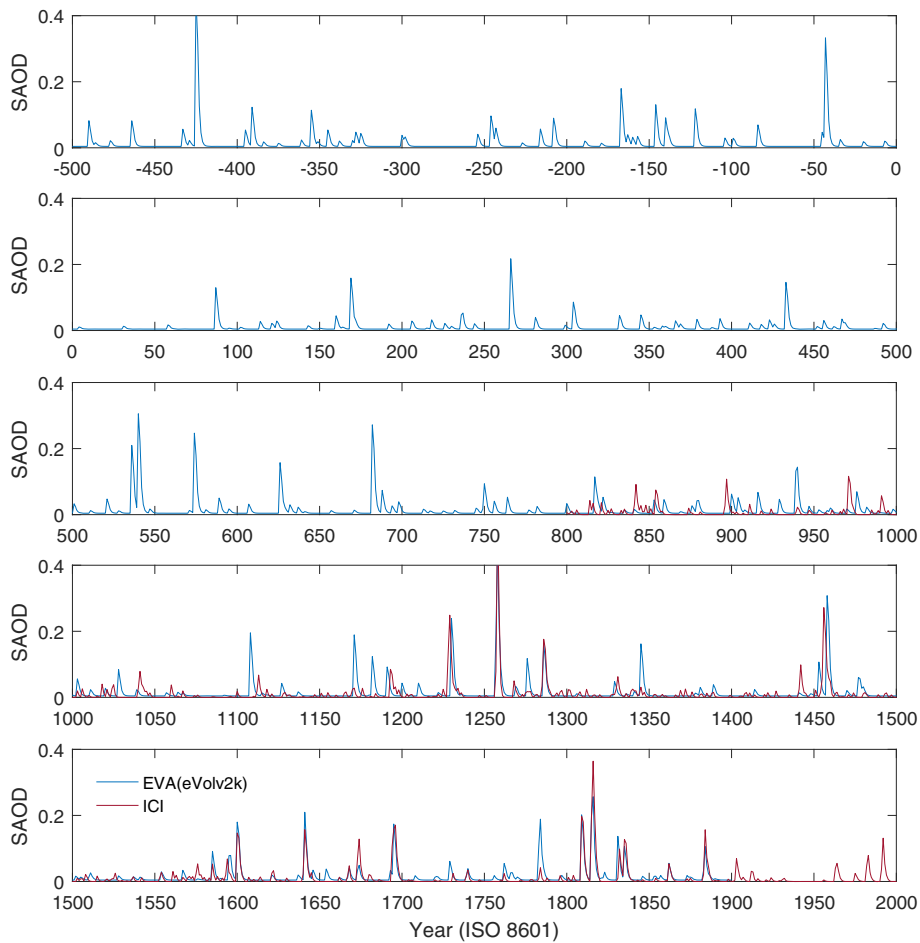 0.4
0.2
0
SAOD
-500 -450 -400 -350 -300 -250 -200 -150 -100 -50 0
0.4
0.2
0
SAOD
0 50 100 150 200 250 300 350 400 450 500
0.4
0.2
0
SAOD
500 550 600 650 700 750 800 850 900 950 1000
0.4
0.2
0
SAOD
1000 1050 1100 1150 1200 1250 1300 1350 1400 1450 1500
0.4
0.2
0
SAOD
EVA(eVolv2k)
ICI
1500 1550 1600 1650 1700 1750 1800 1850 1900 1950 2000
Year (ISO 8601)